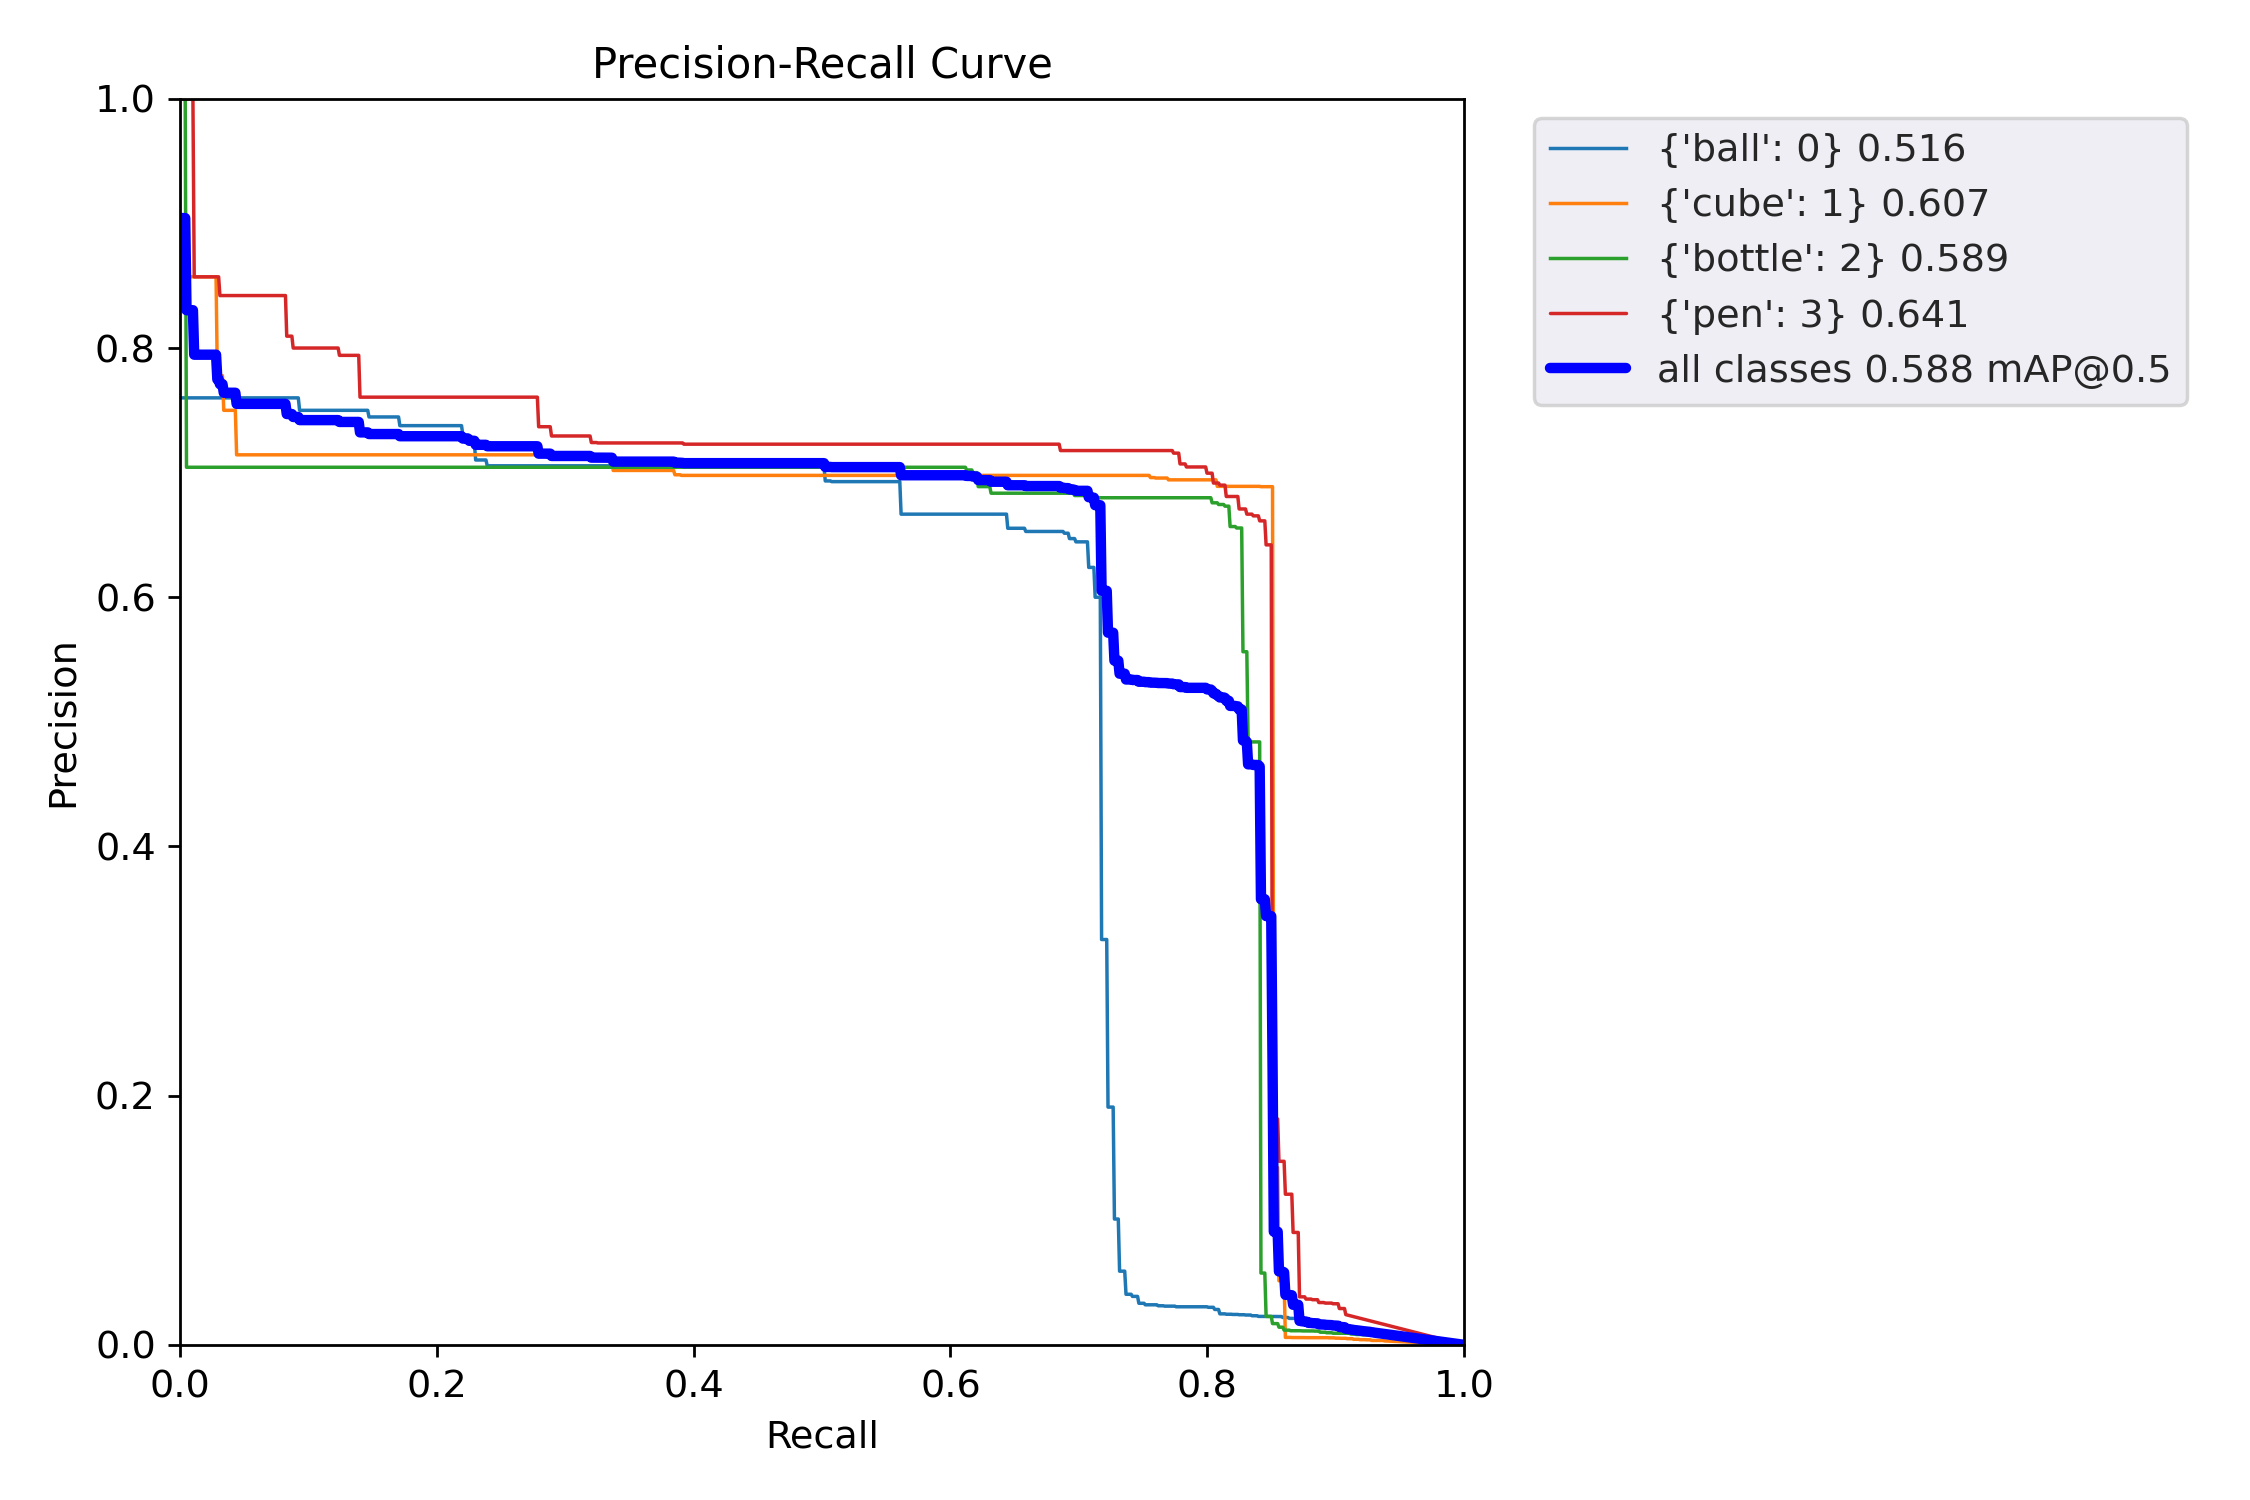 Precision-Recall Curve
1.0
0.8
0.6
0.4
0.2
0.0
Precision
0.0 0.2 0.4 0.6 0.8 1.0
Recall
{'ball': 0} 0.516
{'cube': 1} 0.607
{'bottle': 2} 0.589
{'pen': 3} 0.641
all classes 0.588 mAP@0.5